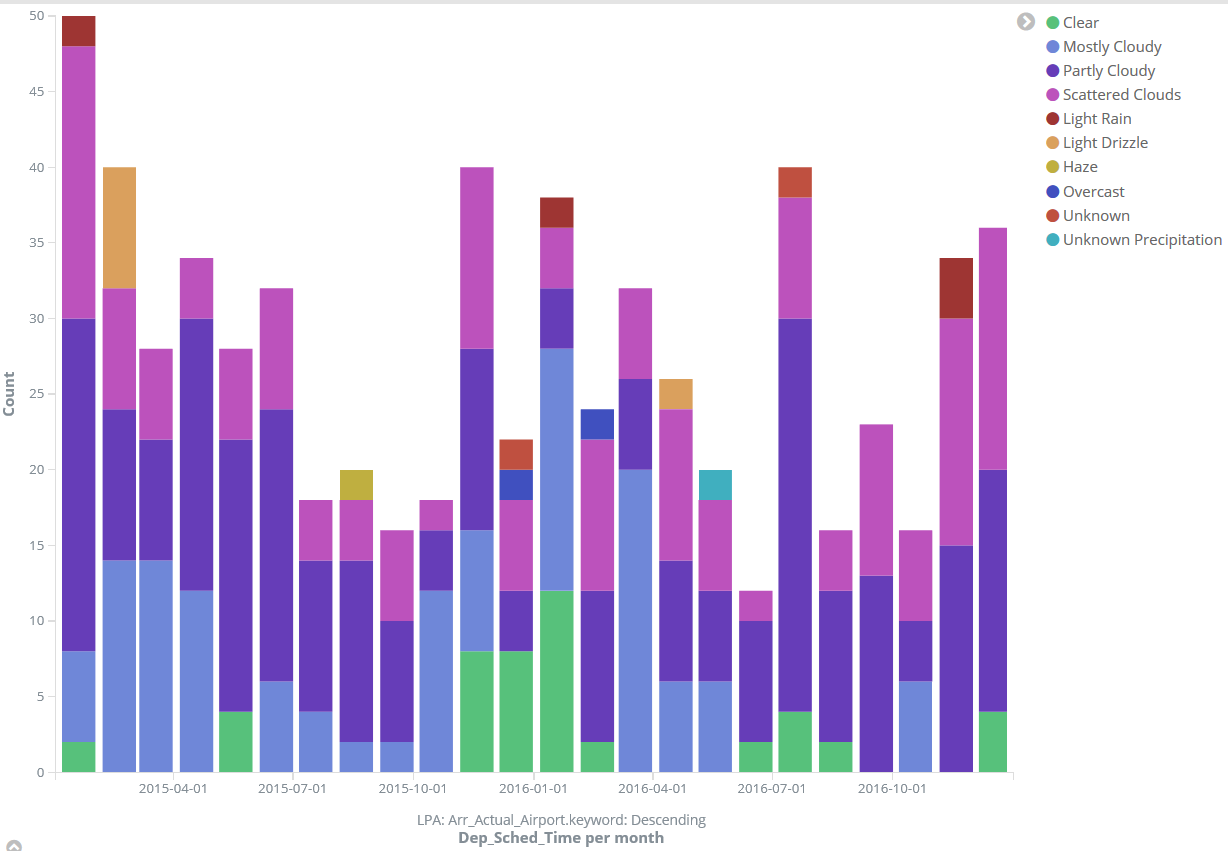 50
45
40
35
30
25
20
15
10
5
0
Count
2015-04-01 2015-07-01 2015-10-01 2016-01-01 2016-04-01 2016-07-01 2016-10-01
LPA: Arr_Actual_Airport.keyword: Descending
Dep_Sched_Time per month
Clear
Mostly Cloudy
Partly Cloudy
Scattered Clouds
Light Rain
Light Drizzle
Haze
Overcast
Unknown
Unknown Precipitation